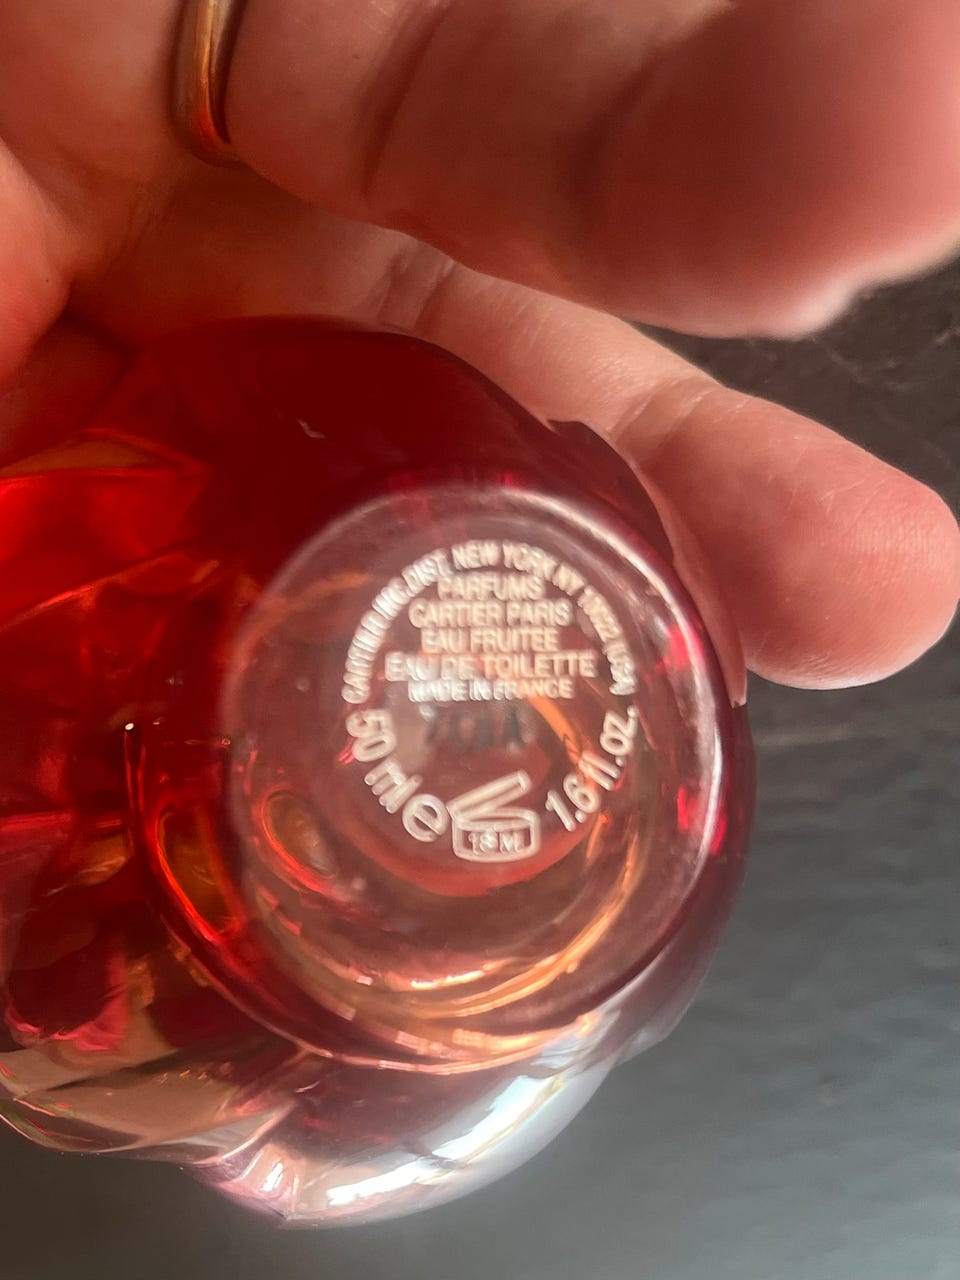 CARTIER INC.DIST. NEW YORK NY 10022 (USA)
PARFUMS
CARTIER PARIS
EAU FRUITEE
EAU DE TOILETTE
MADE IN FRANCE
50 ml e
18 M
1.6 fl.oz.